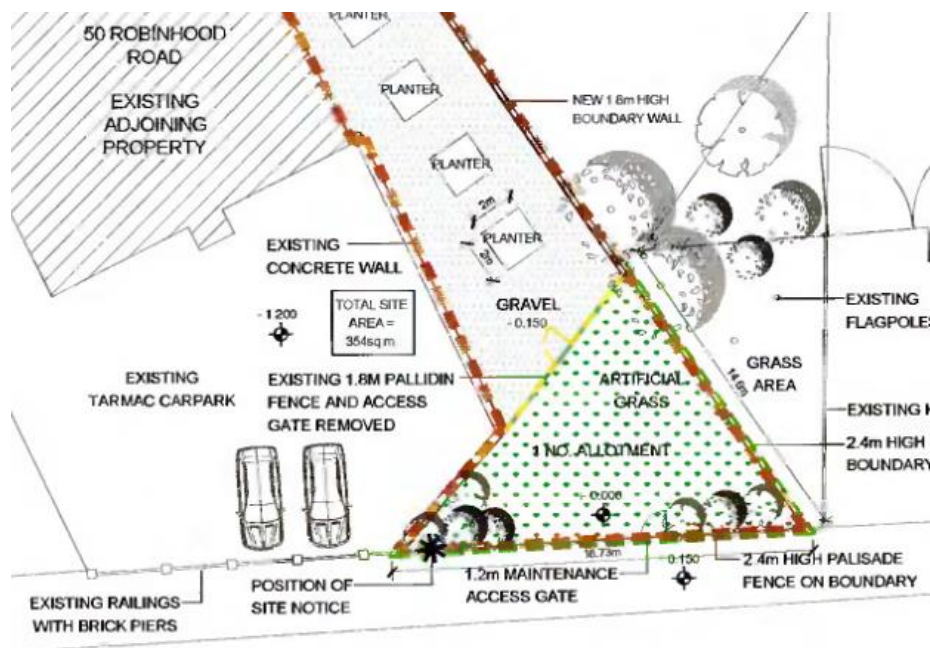 50 ROBINHOOD
ROAD
EXISTING
ADJOINING
PROPERTY
PLANTER
PLANTER
PLANTER
PLANTER
2m
2m
NEW 1.8m HIGH
BOUNDARY WALL
EXISTING
CONCRETE WALL
- 1.200
TOTAL SITE
AREA =
354sq m
GRAVEL
- 0.150
EXISTING
FLAGPOLES
GRASS
AREA
14.6m
EXISTING
TARMAC CARPARK
EXISTING 1.8M PALLIDIN
FENCE AND ACCESS
GATE REMOVED
ARTIFICIAL
GRASS
1 NO. ALLOTMENT
EXISTING
2.4m HIGH
BOUNDARY
- 0.000
16.73m
EXISTING RAILINGS
WITH BRICK PIERS
POSITION OF
SITE NOTICE
1.2m MAINTENANCE
ACCESS GATE
- 0.150
2.4m HIGH PALISADE
FENCE ON BOUNDARY